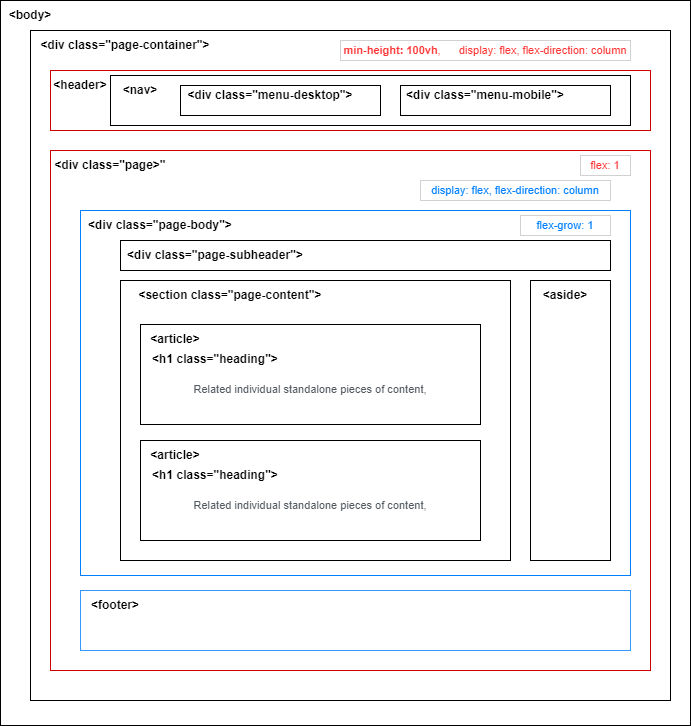 <body>
<div class="page-container">
min-height: 100vh, display: flex, flex-direction: column
<header>
<nav>
<div class="menu-desktop">
<div class="menu-mobile">
<div class="page>"
flex: 1
display: flex, flex-direction: column
<div class="page-body">
flex-grow: 1
<div class="page-subheader">
<section class="page-content">
<aside>
<article>
<h1 class="heading">
Related individual standalone pieces of content,
<article>
<h1 class="heading">
Related individual standalone pieces of content,
<footer>